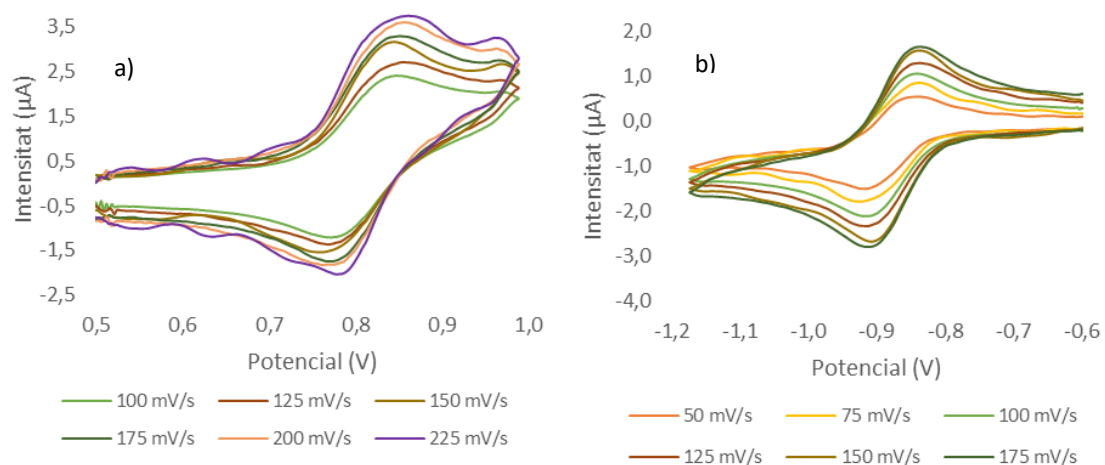 a)
Intensitat (µA)
3,5
2,5
1,5
0,5
-0,5
-1,5
-2,5
0,5 0,6 0,7 0,8 0,9 1,0
Potencial (V)
100 mV/s 125 mV/s 150 mV/s
175 mV/s 200 mV/s 225 mV/s
b)
Intensitat (µA)
2,0
1,0
0,0
-1,0
-2,0
-3,0
-4,0
-1,2 -1,1 -1,0 -0,9 -0,8 -0,7 -0,6
Potencial (V)
50 mV/s 75 mV/s 100 mV/s
125 mV/s 150 mV/s 175 mV/s